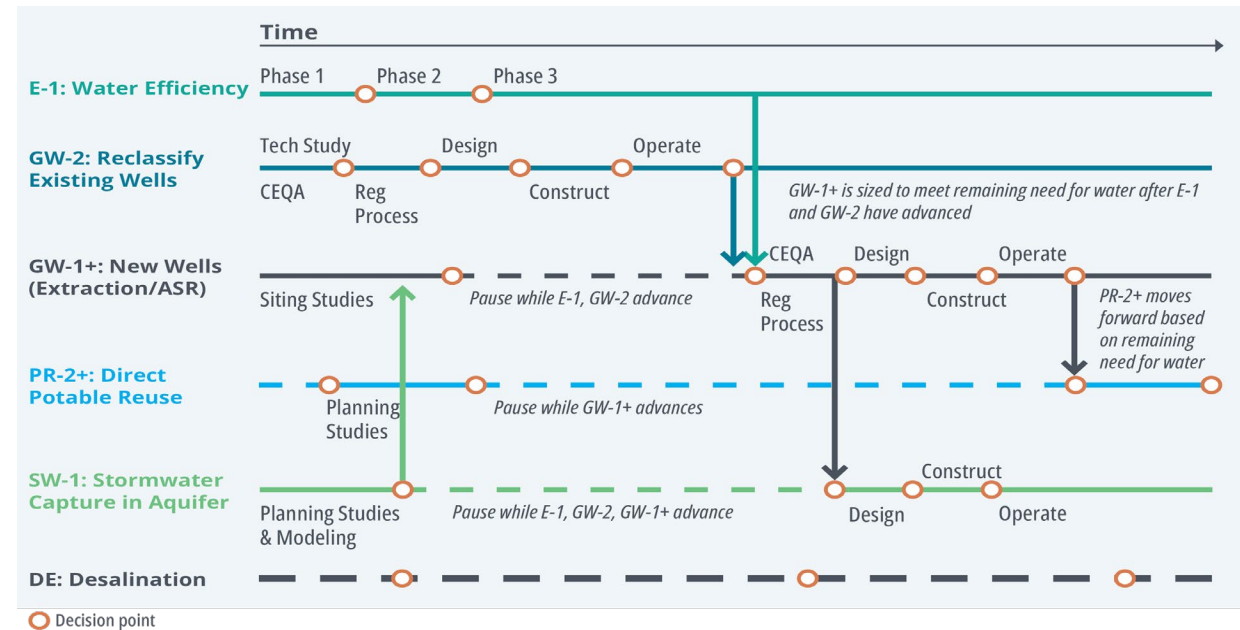 Time
E-1: Water Efficiency
Phase 1
Phase 2
Phase 3
GW-2: Reclassify
Existing Wells
Tech Study
Design
Operate
CEQA
Reg
Process
Construct
GW-1+ is sized to meet remaining need for water after E-1
and GW-2 have advanced
GW-1+: New Wells
(Extraction/ASR)
Siting Studies
Pause while E-1, GW-2 advance
CEQA
Design
Operate
Reg
Process
Construct
PR-2+ moves
forward based
on remaining
need for water
PR-2+: Direct
Potable Reuse
Planning
Studies
Pause while GW-1+ advances
SW-1: Stormwater
Capture in Aquifer
Planning Studies
& Modeling
Pause while E-1, GW-2, GW-1+ advance
Construct
Design
Operate
DE: Desalination
Decision point